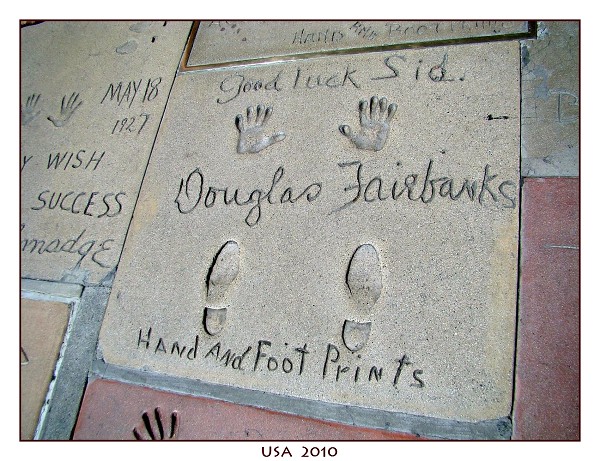 Good luck Sid.
Douglas Fairbanks
Hand And Foot Prints
MAY 18
1927
WISH
SUCCESS
USA 2010